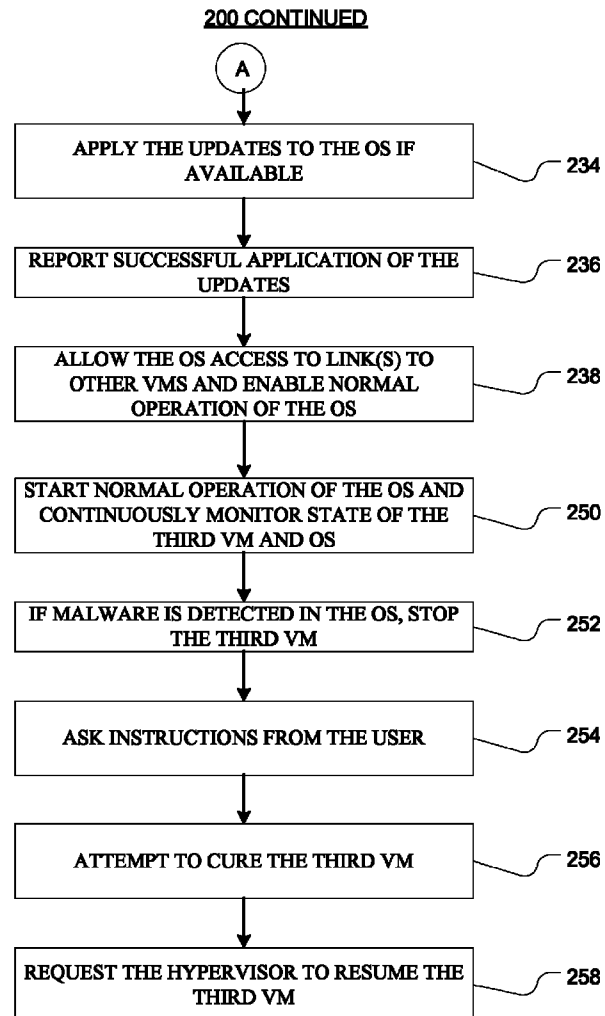 200 CONTINUED
A
APPLY THE UPDATES TO THE OS IF
AVAILABLE
234
REPORT SUCCESSFUL APPLICATION OF THE
UPDATES
236
ALLOW THE OS ACCESS TO LINK(S) TO
OTHER VMS AND ENABLE NORMAL
OPERATION OF THE OS
238
START NORMAL OPERATION OF THE OS AND
CONTINUOUSLY MONITOR STATE OF THE
THIRD VM AND OS
250
IF MALWARE IS DETECTED IN THE OS, STOP
THE THIRD VM
252
ASK INSTRUCTIONS FROM THE USER
254
ATTEMPT TO CURE THE THIRD VM
256
REQUEST THE HYPERVISOR TO RESUME THE
THIRD VM
258